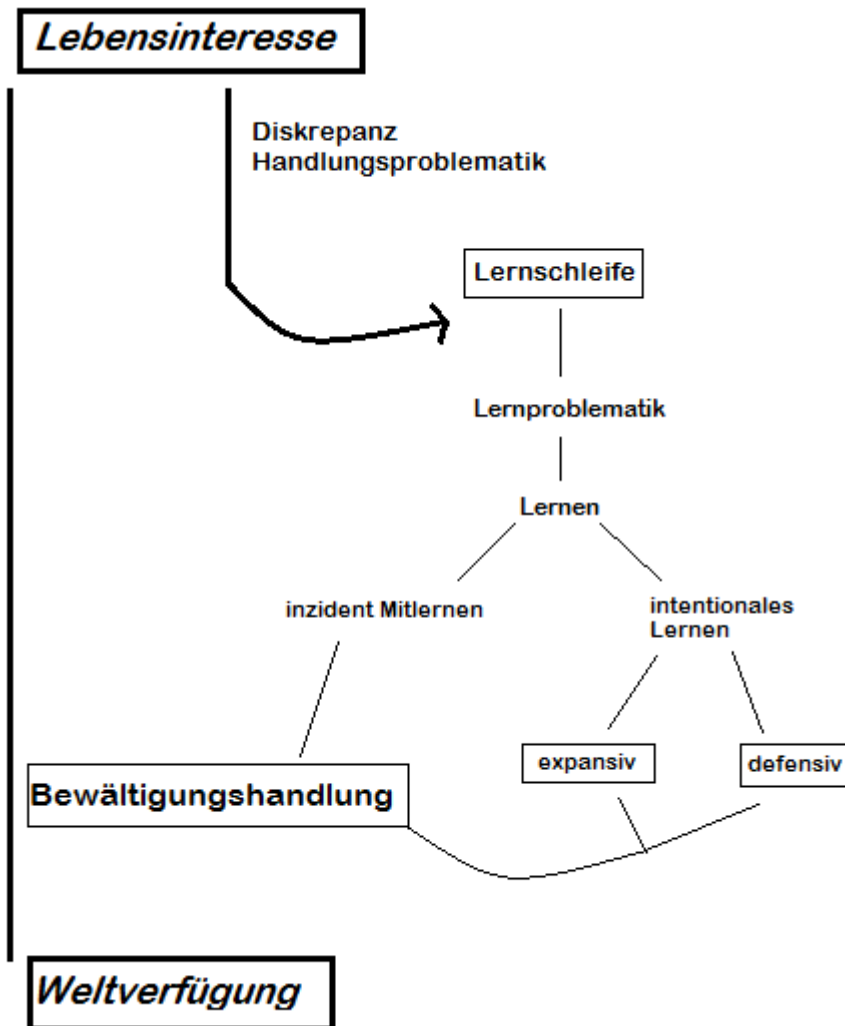 Lebensinteresse
Diskrepanz
Handlungsproblematik
Lernschleife
Lernproblematik
Lernen
inzident Mitlernen
intentionales
Lernen
expansiv
defensiv
Bewältigungshandlung
Weltverfügung